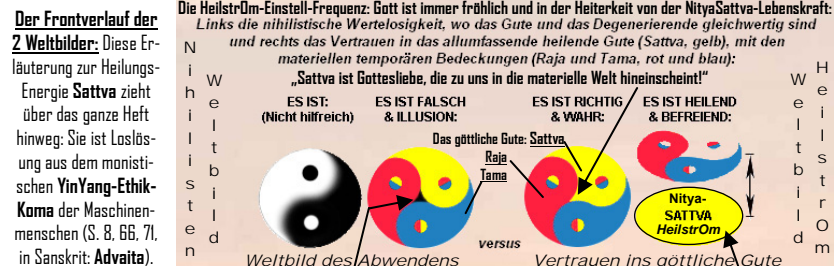 Der Frontverlauf der
2 Weltbilder: Diese Er-
läuterung zur Heilungs-
Energie Sattva zieht
über das ganze Heft
hinweg: Sie ist Loslös-
ung aus dem monisti-
schen YinYang-Ethik-
Koma der Maschinen-
menschen (S. 8, 66, 71,
in Sanskrit: Advaita).
Die HeilstrOm-Einstell-Frequenz: Gott ist immer fröhlich und in der Heiterkeit von der NityaSattva-Lebenskraft:
Links die nihilistische Wertelosigkeit, wo das Gute und das Degenerierende gleichwertig sind
und rechts das Vertrauen in das allumfassende heilende Gute (Sattva, gelb), mit den
materiellen temporären Bedeckungen (Raja und Tama, rot und blau):
„Sattva ist Gottesliebe, die zu uns in die materielle Welt hineinscheint!“
Nihilisten
Weltbild
ES IST:
(Nicht hilfreich)
ES IST FALSCH
& ILLUSION:
ES IST RICHTIG
& WAHR:
ES IST HEILEND
& BEFREIEND:
Das göttliche Gute: Sattva
Raja
Tama
versus
Nitya-
SATTVA
HeilstrOm
Weltbild
HeilstrOm
Weltbild des Abwendens
Vertrauen ins göttliche Gute